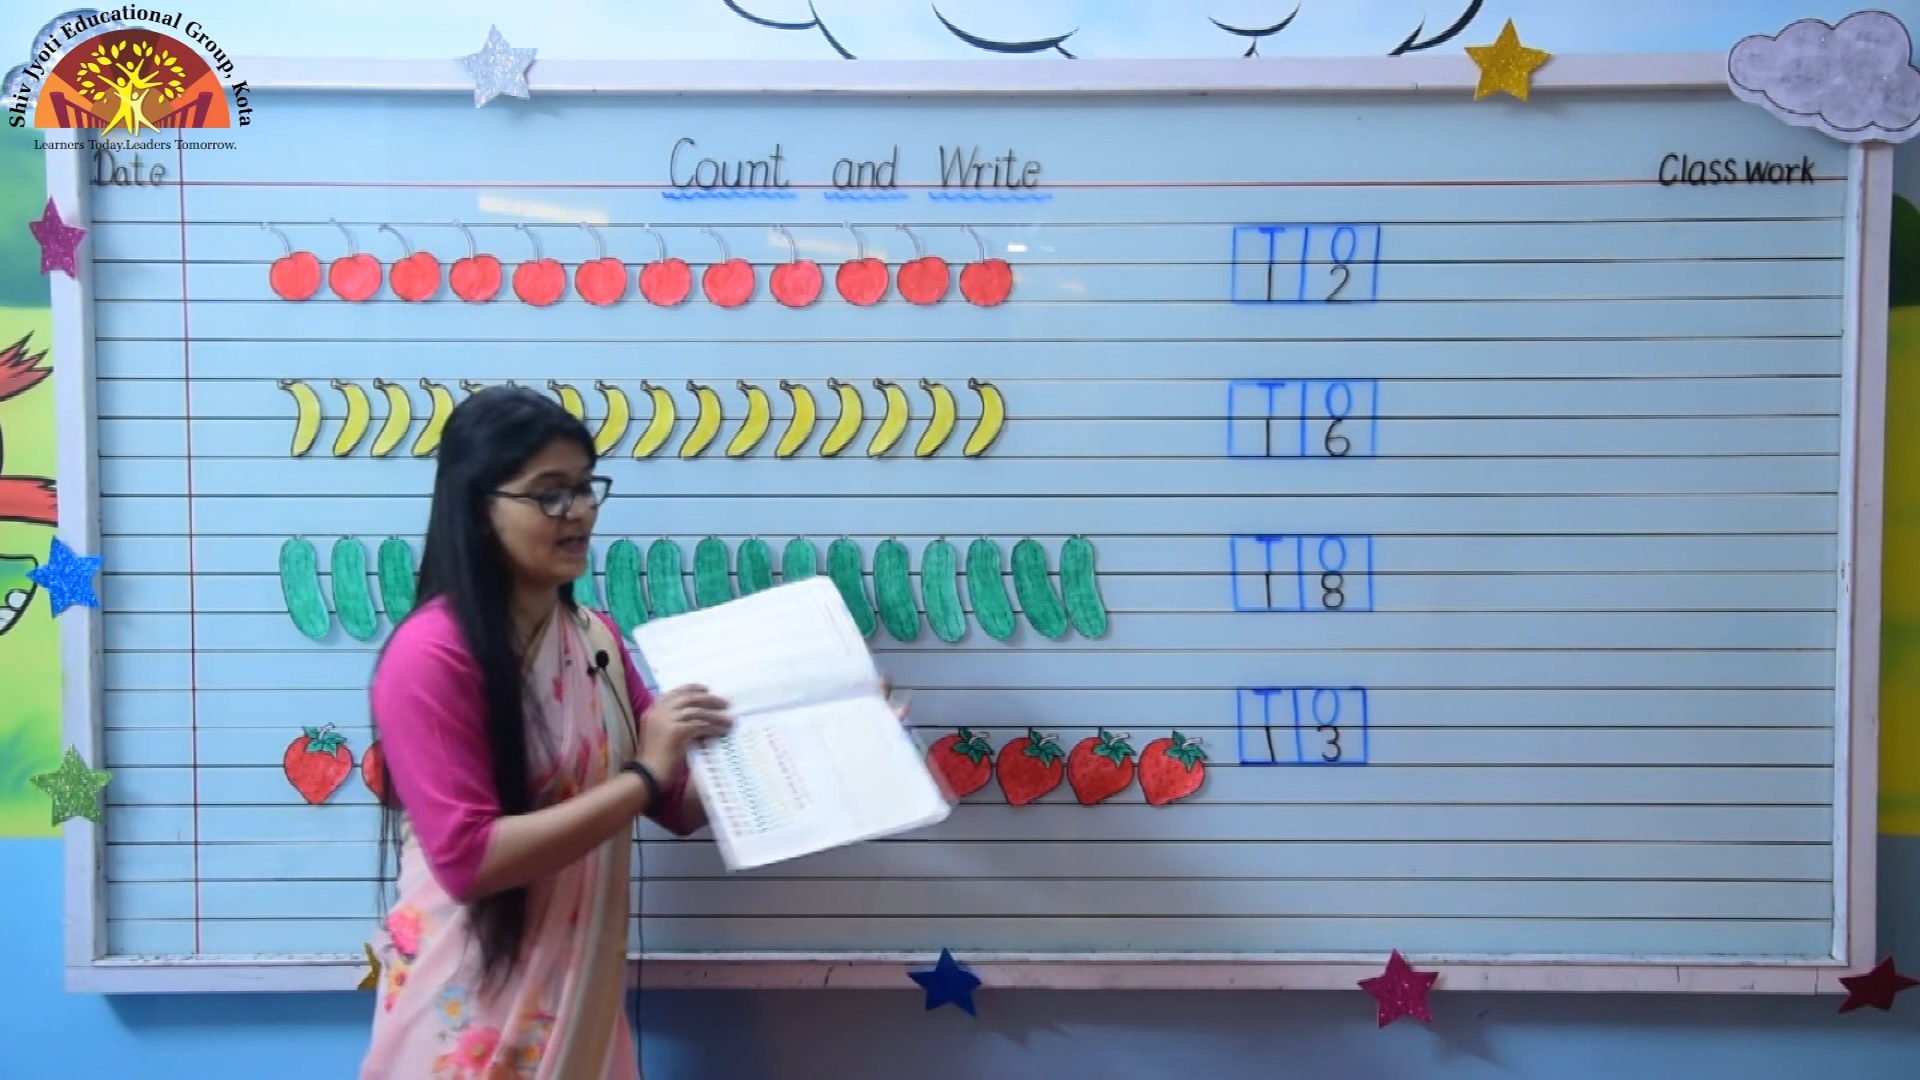 Shiv Jyoti Educational Group, Kota
Learners Today.Leaders Tomorrow.
Date
Count and Write
Class work
T O
1 2
T O
1 6
T O
1 8
T O
1 3